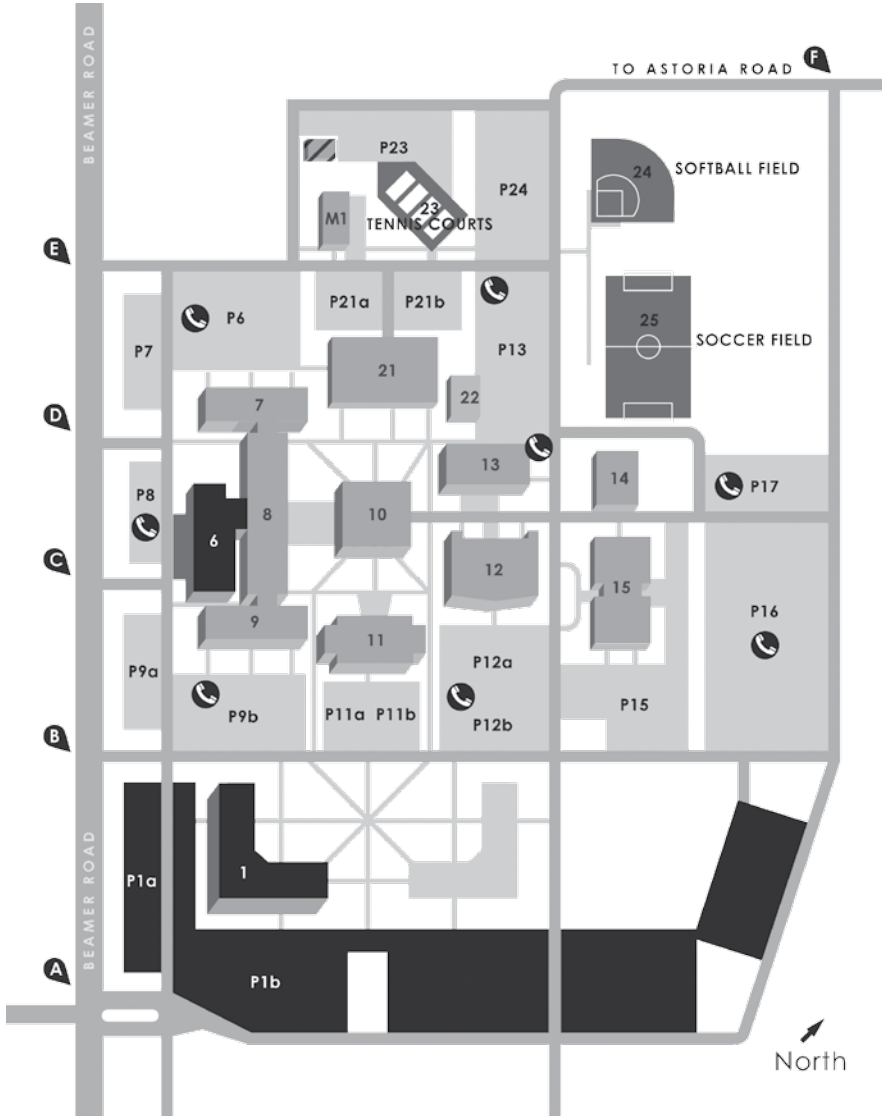 BEAMER ROAD
F
TO ASTORIA ROAD
P23
24
SOFTBALL FIELD
P24
23
M1
TENNIS COURTS
E
P6
P21a
P21b
25
SOCCER FIELD
P7
P13
21
22
7
D
13
14
P8
P17
8
10
6
C
12
15
9
11
P16
P9a
P12a
P9b
P11a
P11b
P12b
P15
B
BEAMER ROAD
P1a
1
A
P1b
North